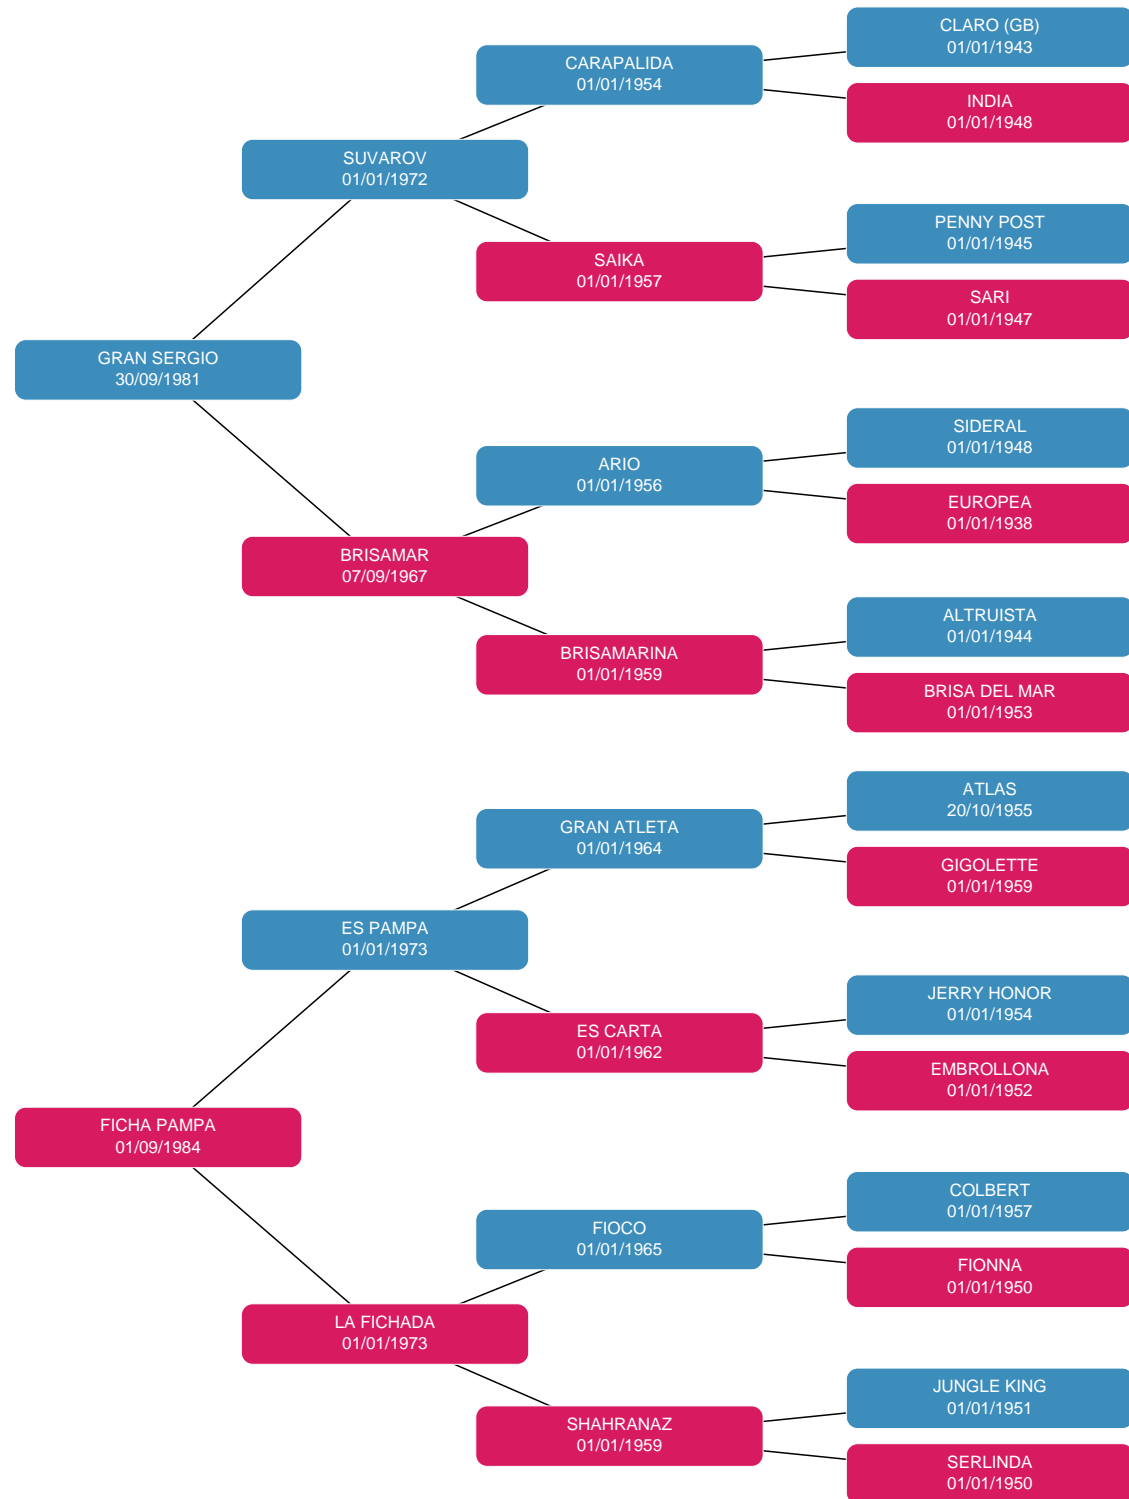 CLARO (GB)
01/01/1943
CARAPALIDA
01/01/1954
INDIA
01/01/1948
SUVAROV
01/01/1972
PENNY POST
01/01/1945
SAIKA
01/01/1957
SARI
01/01/1947
GRAN SERGIO
30/09/1981
SIDERAL
01/01/1948
ARIO
01/01/1956
EUROPEA
01/01/1938
BRISAMAR
07/09/1967
ALTRUISTA
01/01/1944
BRISAMARINA
01/01/1959
BRISA DEL MAR
01/01/1953
ATLAS
20/10/1955
GRAN ATLETA
01/01/1964
GIGOLETTE
01/01/1959
ES PAMPA
01/01/1973
JERRY HONOR
01/01/1954
ES CARTA
01/01/1962
EMBROLLONA
01/01/1952
FICHA PAMPA
01/09/1984
COLBERT
01/01/1957
FIOCO
01/01/1965
FIONNA
01/01/1950
LA FICHADA
01/01/1973
JUNGLE KING
01/01/1951
SHAHRANAZ
01/01/1959
SERLINDA
01/01/1950